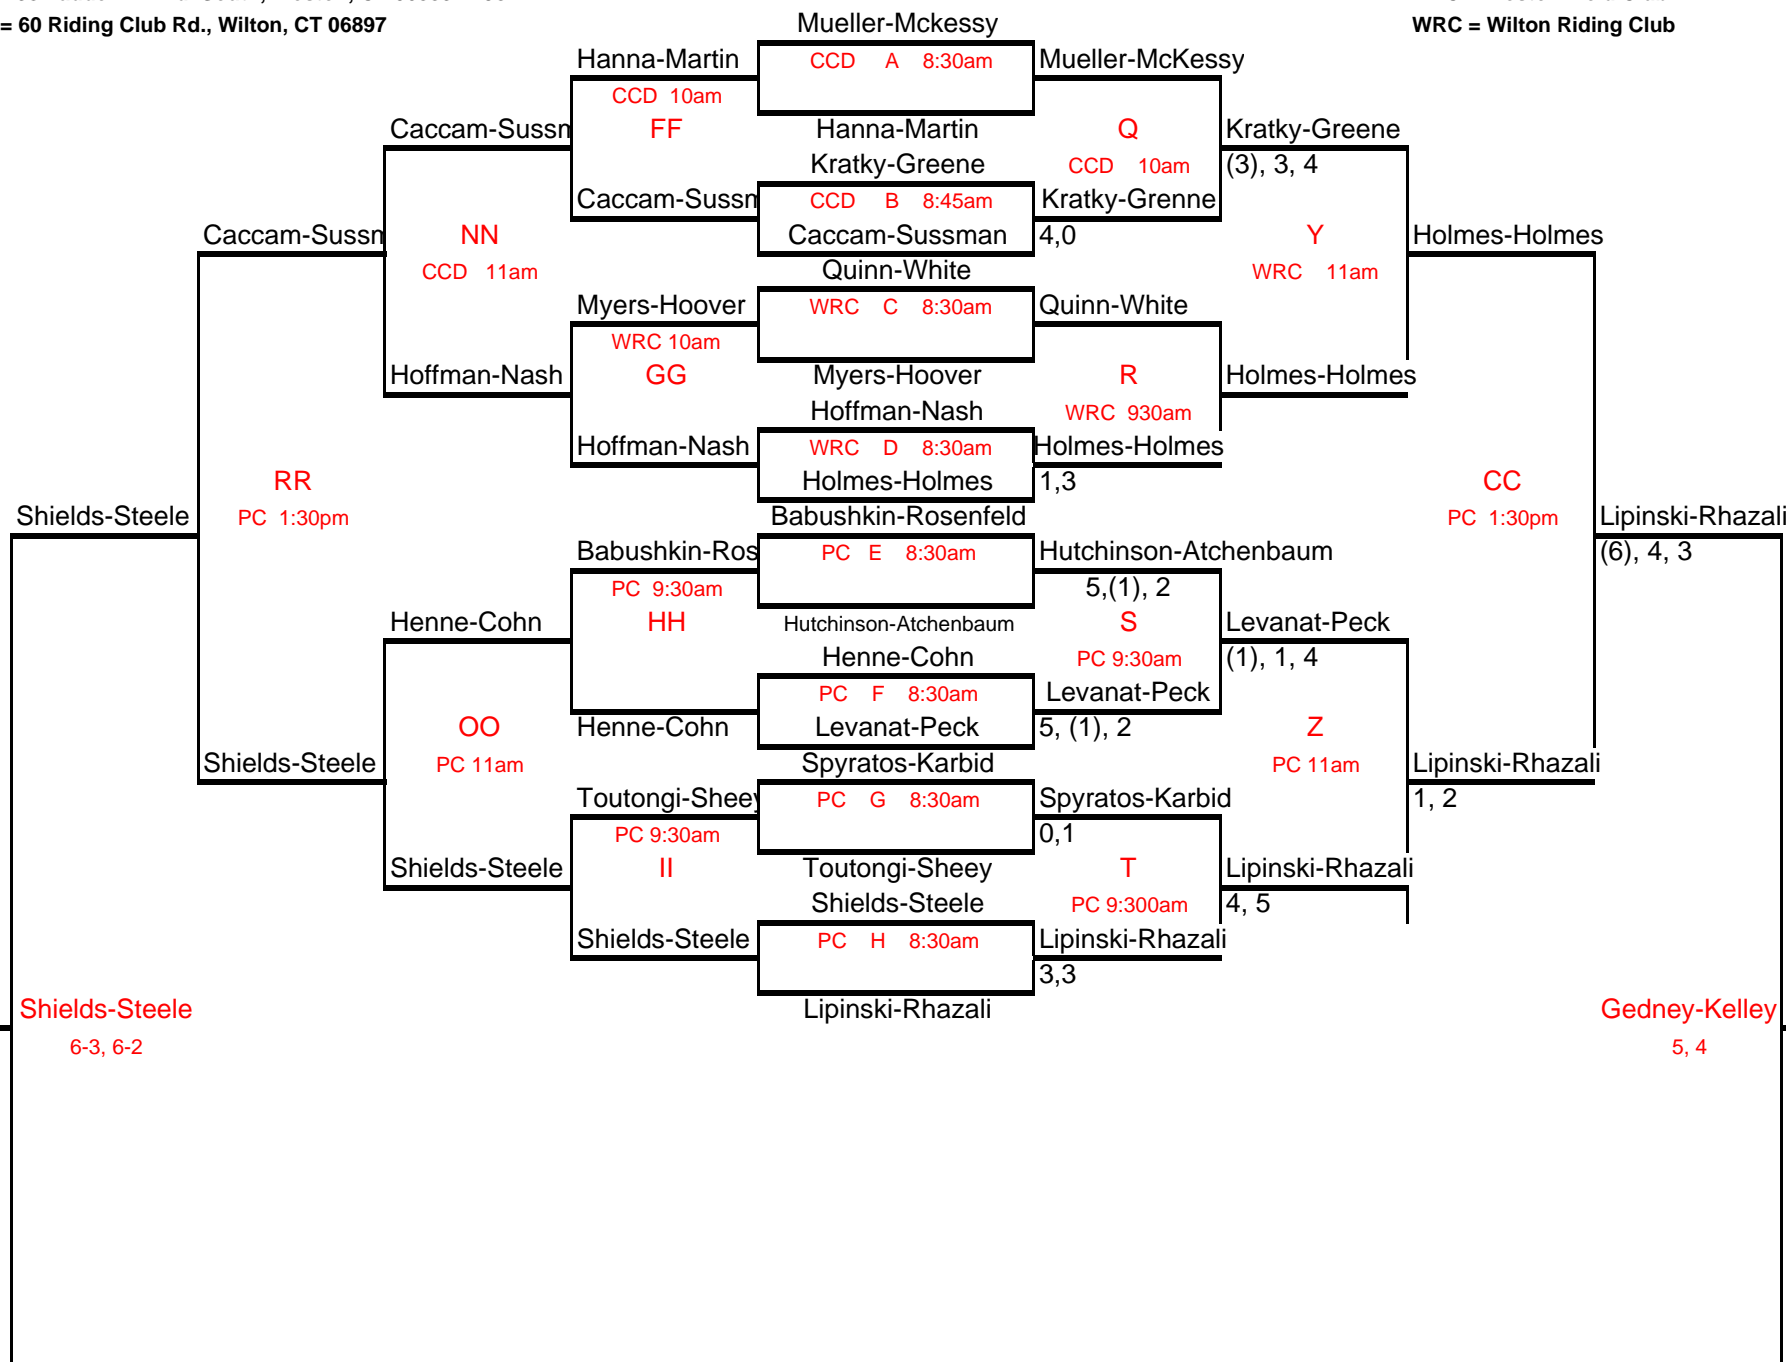 = 60 Riding Club Rd., Wilton, CT 06897
WRC = Wilton Riding Club
Mueller-Mckessy
Hanna-Martin CCD A 8:30am Mueller-McKessy
CCD 10am
Caccam-Sussm FF Hanna-Martin Q Kratky-Greene
Kratky-Greene CCD 10am (3), 3, 4
Caccam-Sussm CCD B 8:45am Kratky-Grenne
Caccam-Sussm NN Caccam-Sussman 4,0 Y Holmes-Holmes
CCD 11am Quinn-White WRC 11am
Myers-Hoover WRC C 8:30am Quinn-White
WRC 10am
Hoffman-Nash GG Myers-Hoover R Holmes-Holmes
Hoffman-Nash WRC 930am
Hoffman-Nash WRC D 8:30am Holmes-Holmes
RR Holmes-Holmes 1,3 CC
Shields-Steele PC 1:30pm Babushkin-Rosenfeld PC 1:30pm Lipinski-Rhazali
Babushkin-Ros PC E 8:30am Hutchinson-Atchenbaum (6), 4, 3
PC 9:30am 5,(1), 2
Henne-Cohn HH Hutchinson-Atchenbaum S Levanat-Peck
Henne-Cohn PC 9:30am (1), 1, 4
PC F 8:30am Levanat-Peck
OO Henne-Cohn Levanat-Peck 5, (1), 2 Z
Shields-Steele PC 11am Spyratos-Karbid PC 11am Lipinski-Rhazali
Toutongi-Sheey PC G 8:30am Spyratos-Karbid 1, 2
PC 9:30am 0,1
Shields-Steele II Toutongi-Sheey T Lipinski-Rhazali
Shields-Steele PC 9:300am 4, 5
Shields-Steele PC H 8:30am Lipinski-Rhazali
3,3
Shields-Steele Lipinski-Rhazali Gedney-Kelley
6-3, 6-2 5, 4